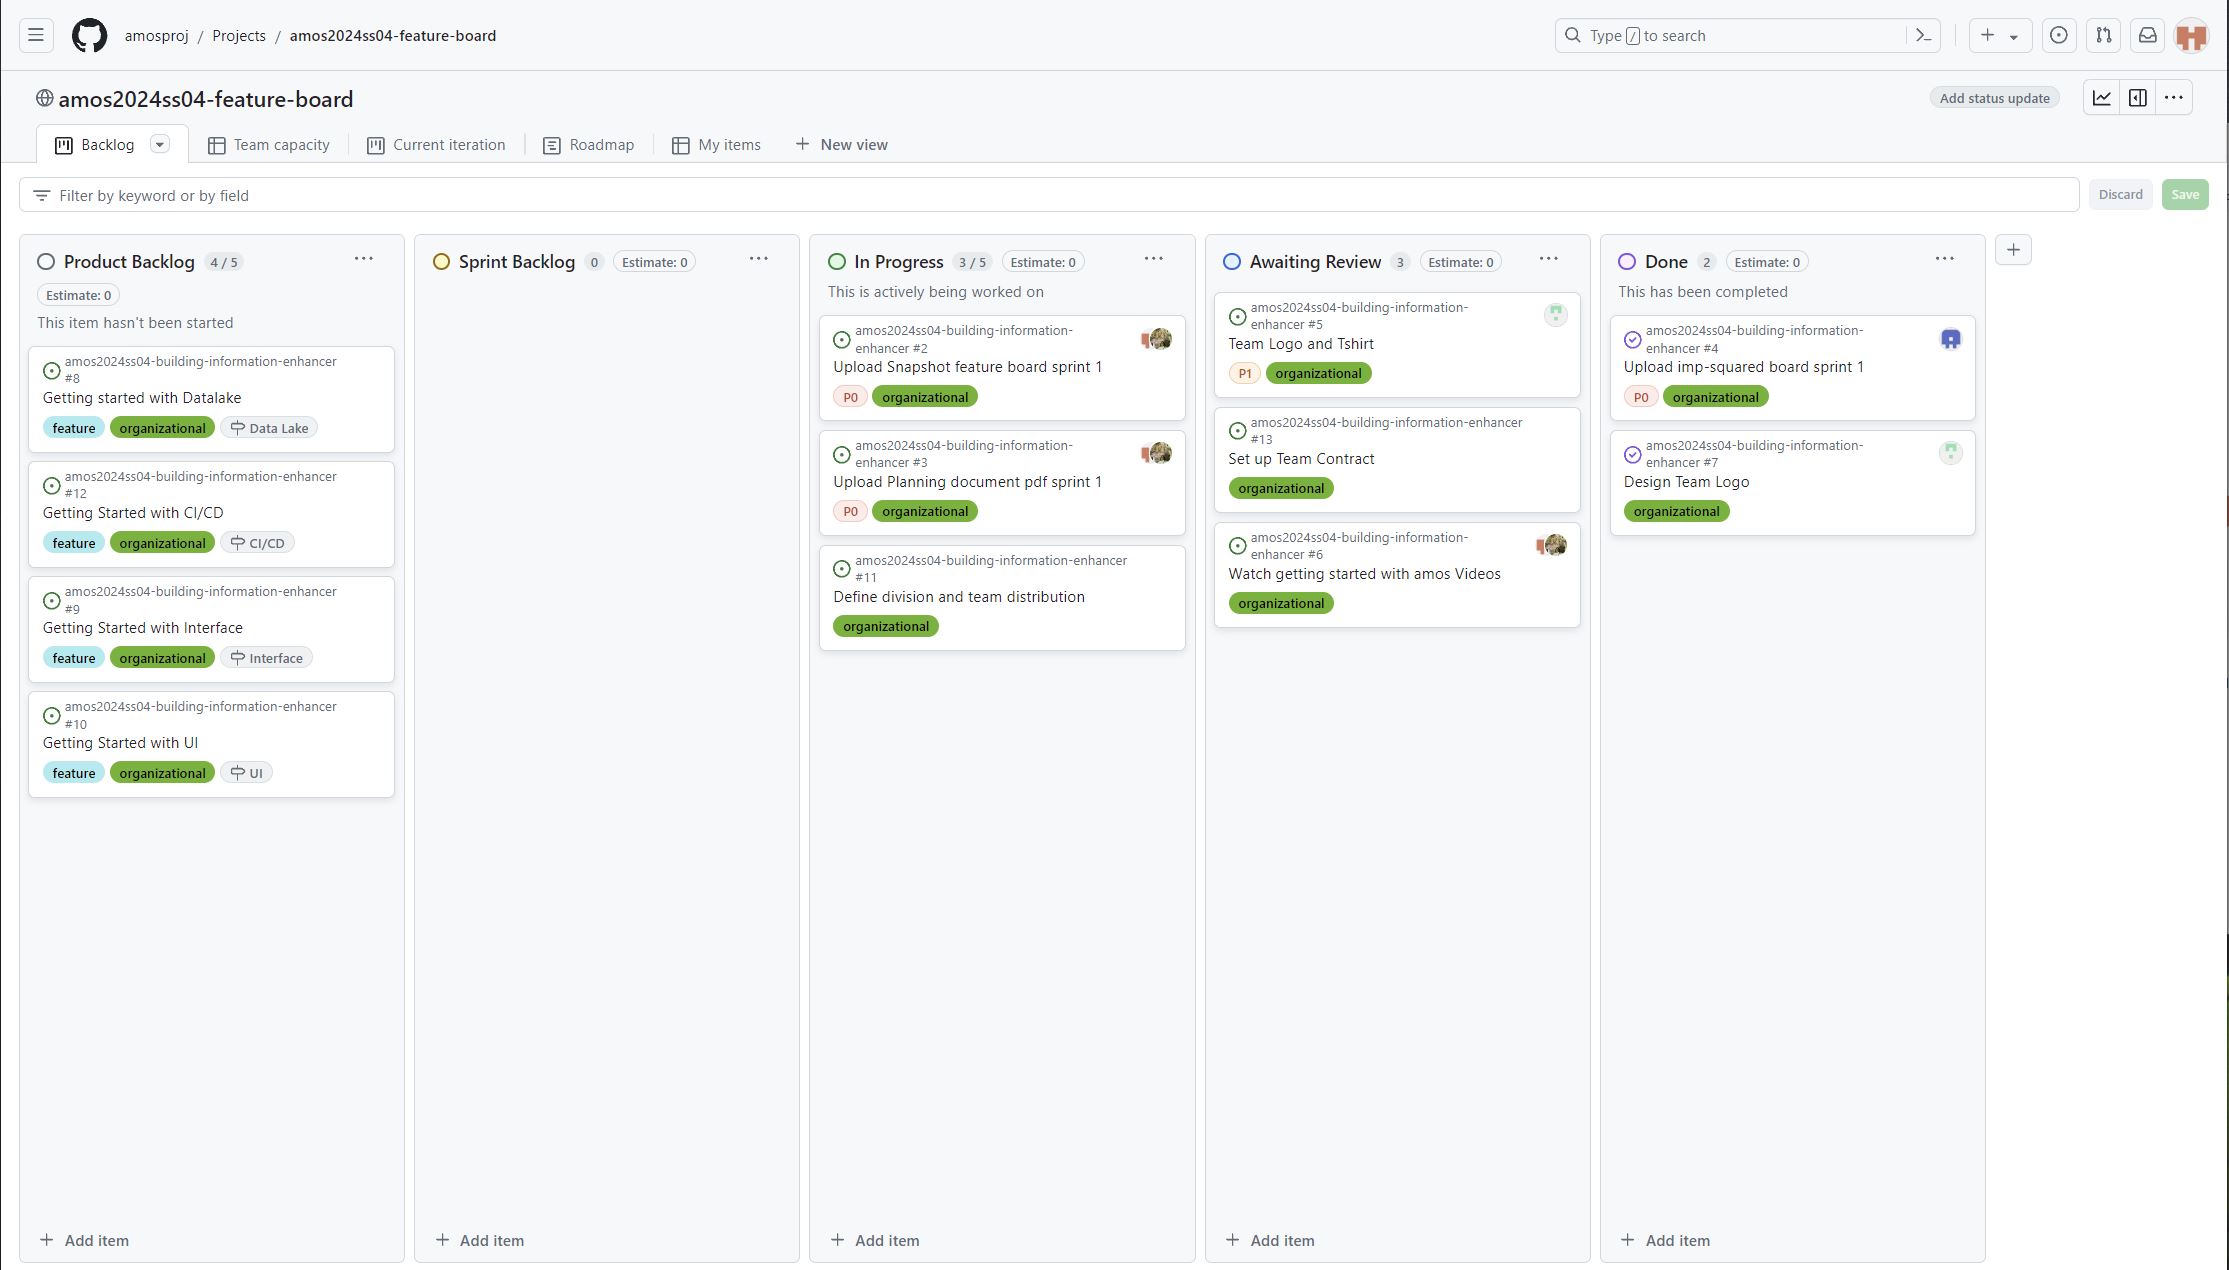 amosproj / Projects / amos2024ss04-feature-board
Type / to search
amos2024ss04-feature-board
Add status update
Backlog
Team capacity
Current iteration
Roadmap
My items
New view
Filter by keyword or by field
Discard
Save
Product Backlog 4 / 5
Estimate: 0
This item hasn't been started
amos2024ss04-building-information-enhancer
#8
Getting started with Datalake
feature organizational Data Lake
amos2024ss04-building-information-enhancer
#12
Getting Started with CI/CD
feature organizational CI/CD
amos2024ss04-building-information-enhancer
#9
Getting Started with Interface
feature organizational Interface
amos2024ss04-building-information-enhancer
#10
Getting Started with UI
feature organizational UI
Add item
Sprint Backlog 0 Estimate: 0
Add item
In Progress 3 / 5 Estimate: 0
This is actively being worked on
amos2024ss04-building-information-
enhancer #2
Upload Snapshot feature board sprint 1
P0 organizational
amos2024ss04-building-information-
enhancer #3
Upload Planning document pdf sprint 1
P0 organizational
amos2024ss04-building-information-enhancer
#11
Define division and team distribution
organizational
Add item
Awaiting Review 3 Estimate: 0
amos2024ss04-building-information-
enhancer #5
Team Logo and Tshirt
P1 organizational
amos2024ss04-building-information-enhancer
#13
Set up Team Contract
organizational
amos2024ss04-building-information-
enhancer #6
Watch getting started with amos Videos
organizational
Add item
Done 2 Estimate: 0
This has been completed
amos2024ss04-building-information-
enhancer #4
Upload imp-squared board sprint 1
P0 organizational
amos2024ss04-building-information-
enhancer #7
Design Team Logo
organizational
Add item